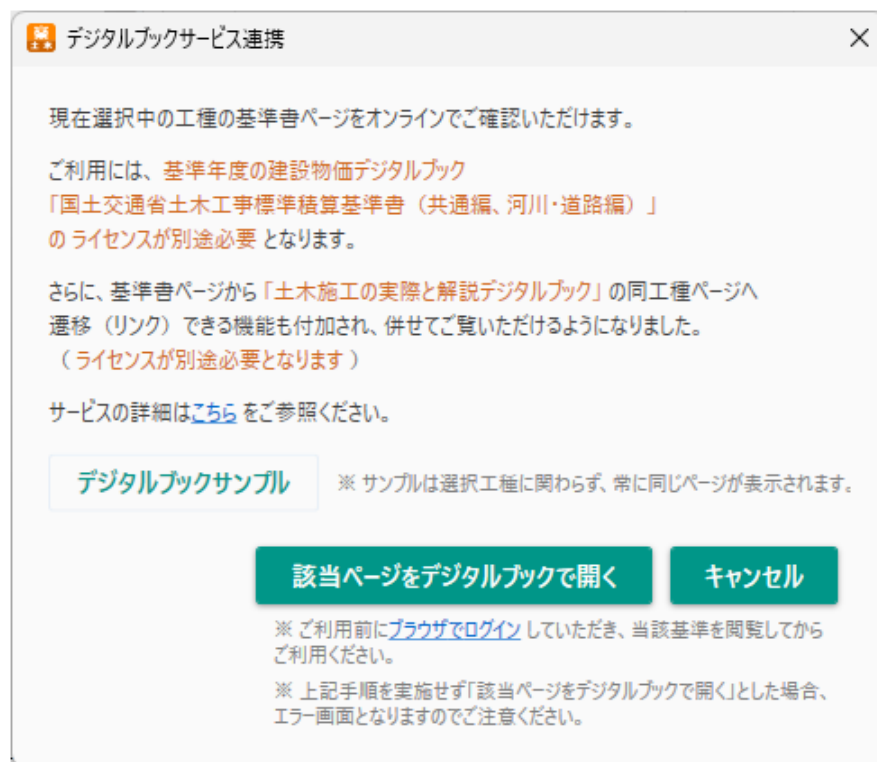 土木
デジタルブックサービス連携
現在選択中の工種の基準書ページをオンラインでご確認いただけます。
ご利用には、基準年度の建設物価デジタルブック
「国土交通省土木工事標準積算基準書（共通編、河川・道路編）」
の ライセンスが別途必要 となります。
さらに、基準書ページから「土木施工の実際と解説デジタルブック」の同工種ページへ
遷移（リンク）できる機能も付加され、併せてご覧いただけるようになりました。
（ ライセンスが別途必要となります ）
サービスの詳細はこちら をご参照ください。
デジタルブックサンプル ※ サンプルは選択工種に関わらず、常に同じページが表示されます。
該当ページをデジタルブックで開く キャンセル
※ ご利用前にブラウザでログイン していただき、当該基準を閲覧してから
ご利用ください。
※ 上記手順を実施せず「該当ページをデジタルブックで開く」とした場合、
エラー画面となりますのでご注意ください。